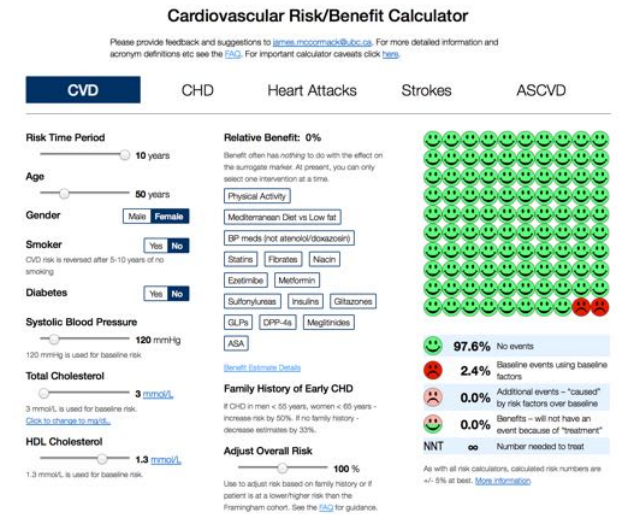 Cardiovascular Risk/Benefit Calculator
Please provide feedback and suggestions to james.mccormack@ubc.ca. For more detailed information and
acronym definitions etc see the FAQ. For important calculator caveats click here.
CVD CHD Heart Attacks Strokes ASCVD
Risk Time Period
10 years
Age
50 years
Gender
Male Female
Smoker
Yes No
CVD risk is reversed after 5-10 years of no
smoking
Diabetes
Yes No
Systolic Blood Pressure
120 mmHg
120 mmHg is used for baseline risk
Total Cholesterol
3 mmol/L
3 mmol/L is used for baseline risk.
Click to change to mg/dL.
HDL Cholesterol
1.3 mmol/L
1.3 mmol/L is used for baseline risk.
Relative Benefit: 0%
Benefit often has nothing to do with the effect on
the surrogate marker. At present, you can only
select one intervention at a time.
Physical Activity
Mediterranean Diet vs Low fat
BP meds (not atenolol/doxazosin)
Statins Fibrates Niacin
Ezetimibe Metformin
Sulfonylureas Insulins Glitazones
GLPs DPP-4s Meglitinides
ASA
Benefit Estimate Details
Family History of Early CHD
If CHD in men < 55 years, women < 65 years -
increase risk by 50%. If no family history -
decrease estimates by 33%.
Adjust Overall Risk
100 %
Use to adjust risk based on family history or if
patient is at a lower/higher risk than the
Framingham cohort. See the FAQ for guidance.
97.6% No events
2.4% Baseline events using baseline
factors
0.0% Additional events – "caused"
by risk factors over baseline
0.0% Benefits – will not have an
event because of "treatment"
NNT ∞ Number needed to treat
As with all risk calculators, calculated risk numbers are
+/- 5% at best. More information.